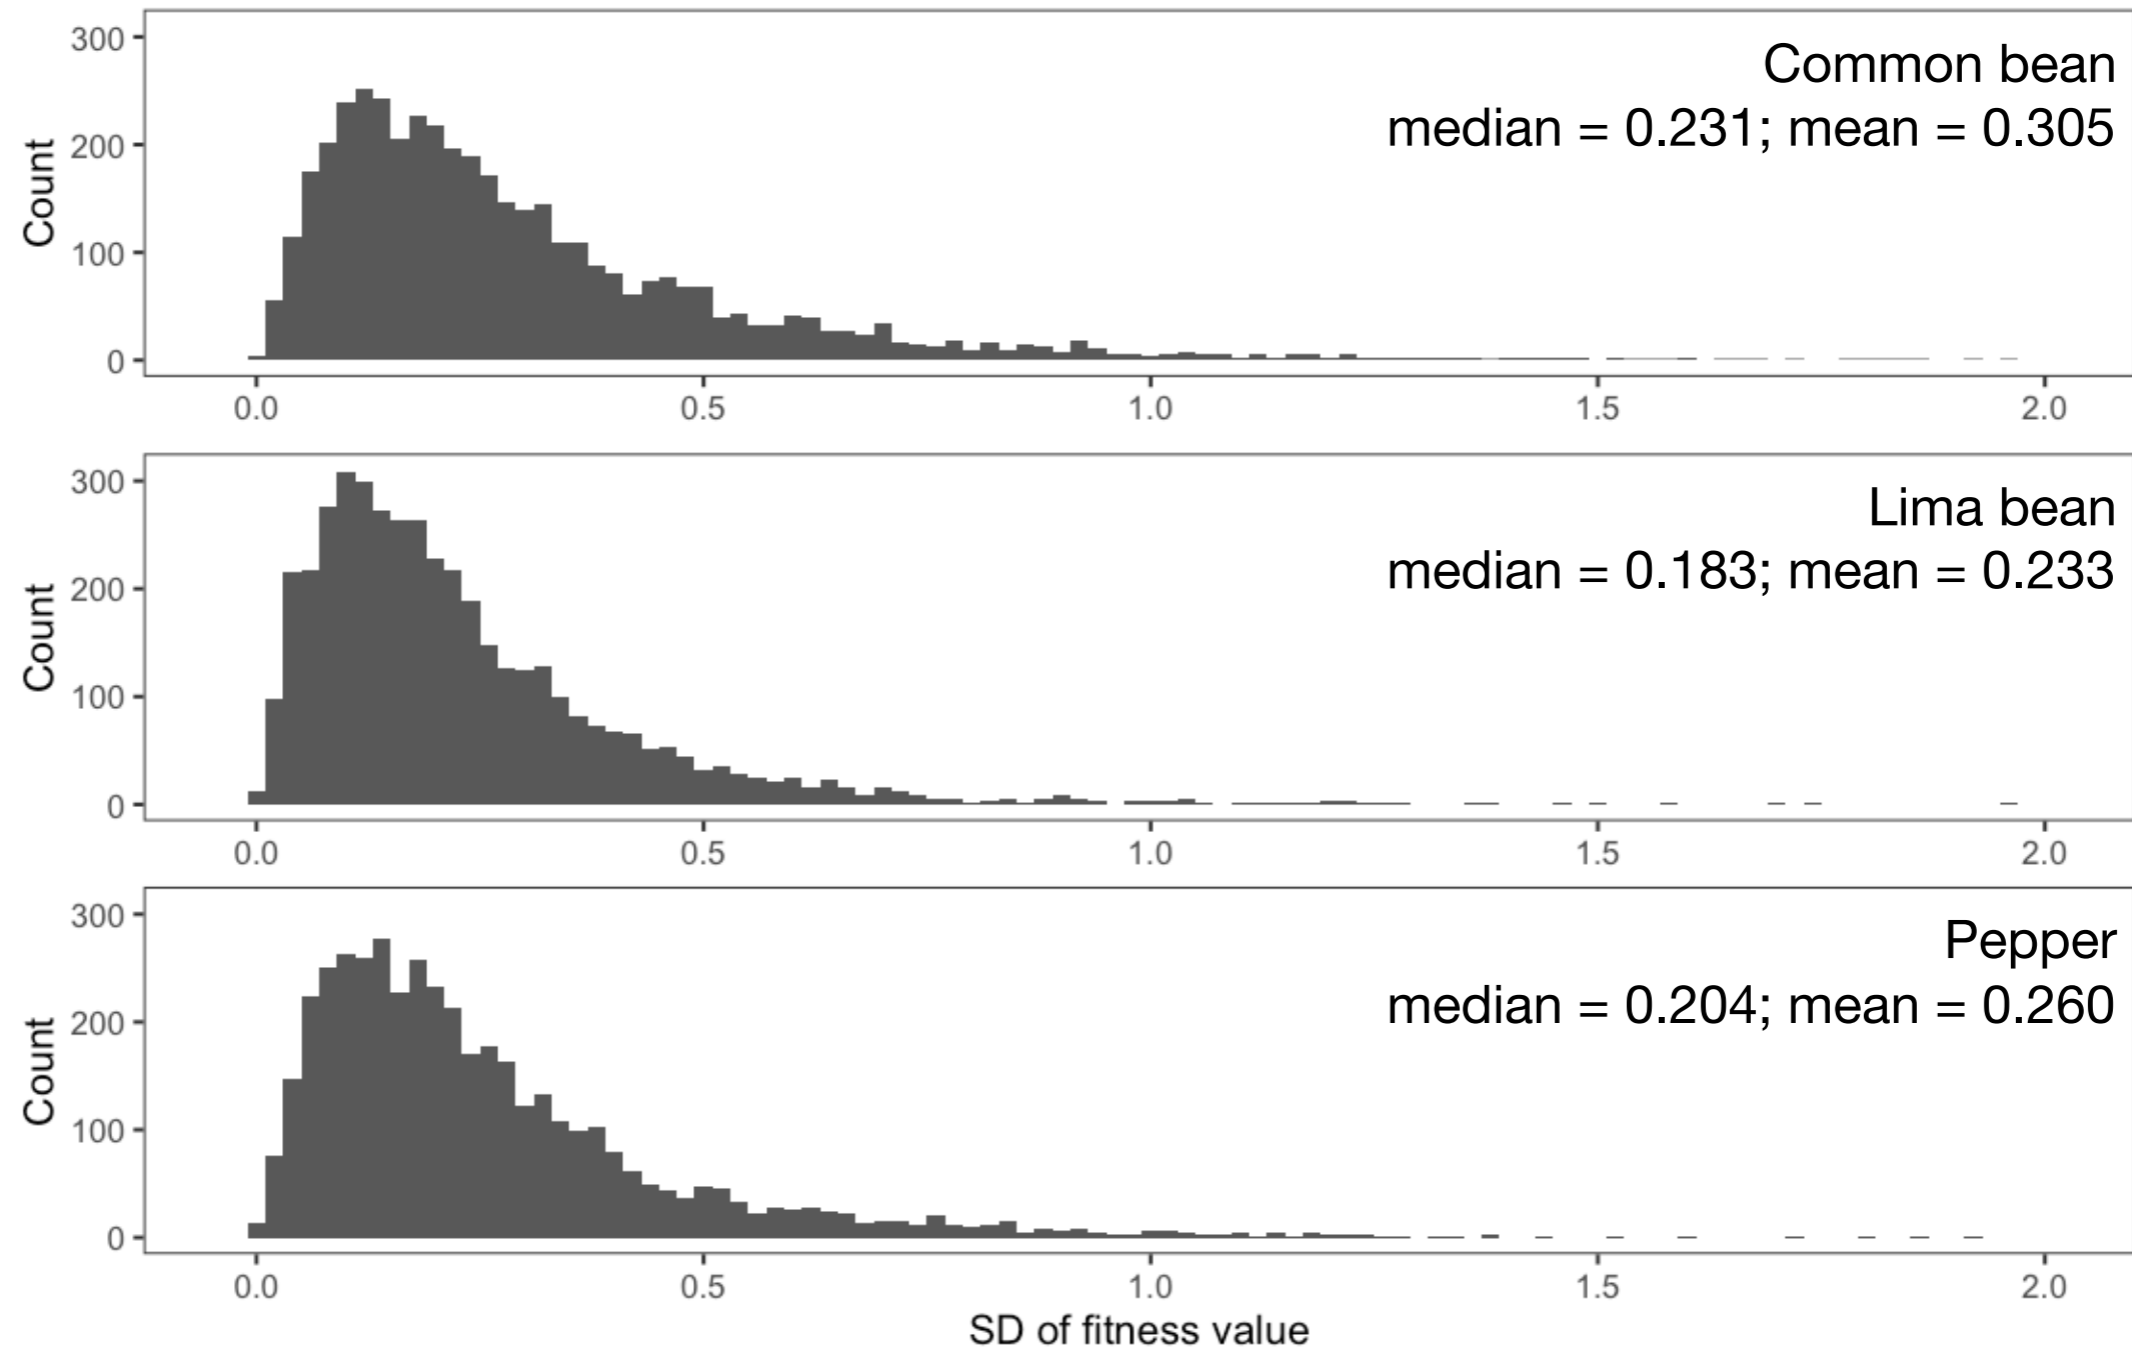 300
200
100
0
Count
Common bean
median = 0.231; mean = 0.305
0.0 0.5 1.0 1.5 2.0
300
200
100
0
Count
Lima bean
median = 0.183; mean = 0.233
0.0 0.5 1.0 1.5 2.0
300
200
100
0
Count
Pepper
median = 0.204; mean = 0.260
0.0 0.5 1.0 1.5 2.0
SD of fitness value